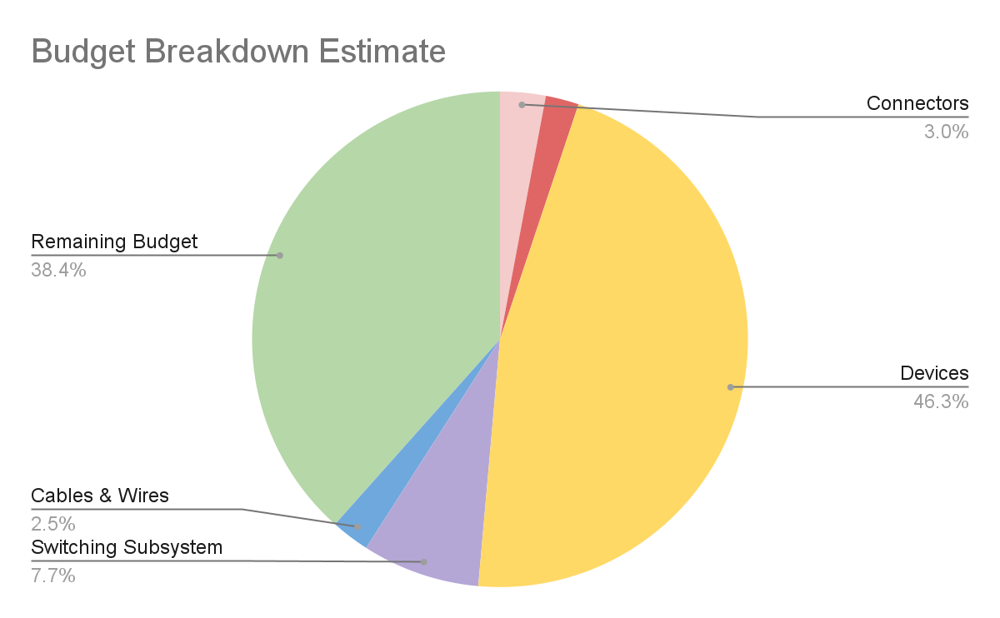 Budget Breakdown Estimate
Connectors
3.0%
Remaining Budget
38.4%
Devices
46.3%
Cables & Wires
2.5%
Switching Subsystem
7.7%